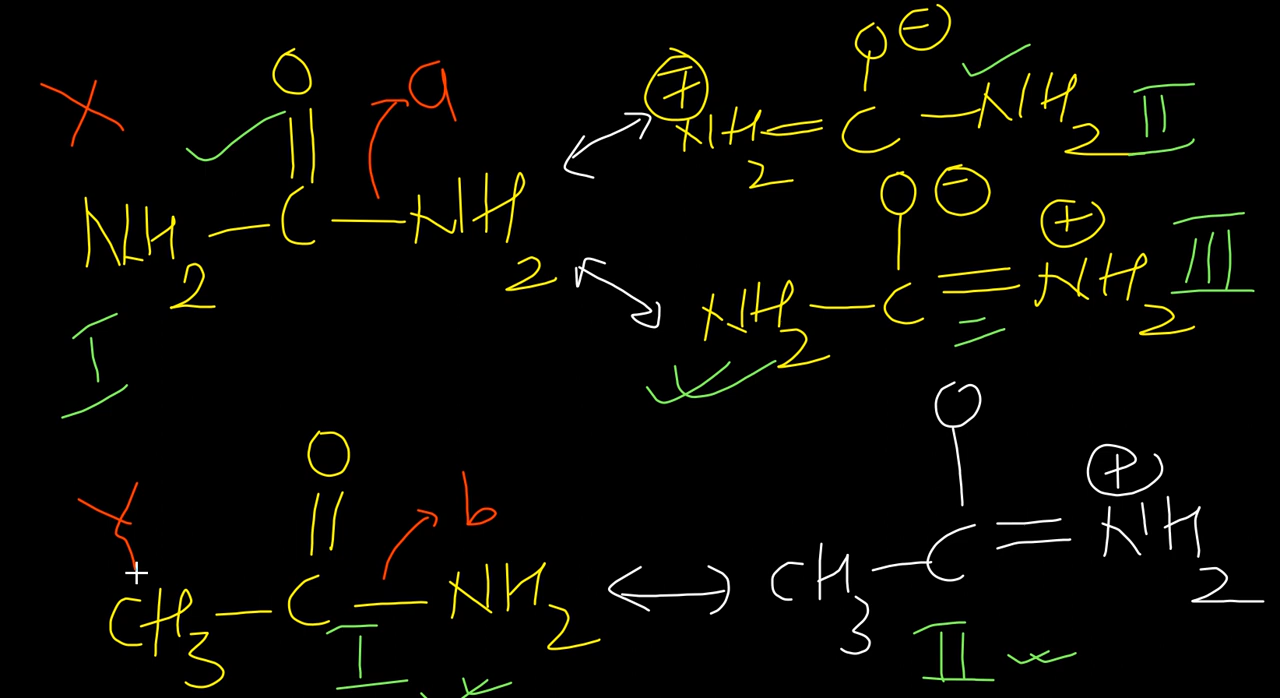 X
O
a
NH2 - C - NH2
I
O ⊖
⊕ NH2 = C - NH2
II
O ⊖
NH2 - C = NH2 ⊕
III
Y
O
b
CH3 - C - NH2
I
O
CH3 - C = NH2 ⊕
II